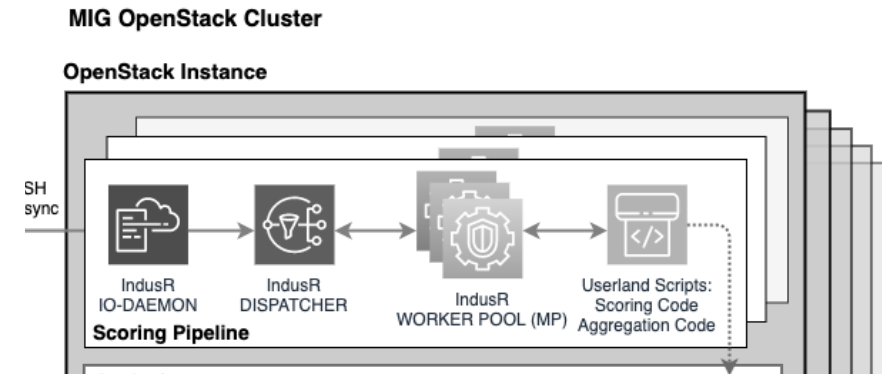 MIG OpenStack Cluster
OpenStack Instance
SH
sync
IndusR
IO-DAEMON
IndusR
DISPATCHER
IndusR
WORKER POOL (MP)
Userland Scripts:
Scoring Code
Aggregation Code
Scoring Pipeline